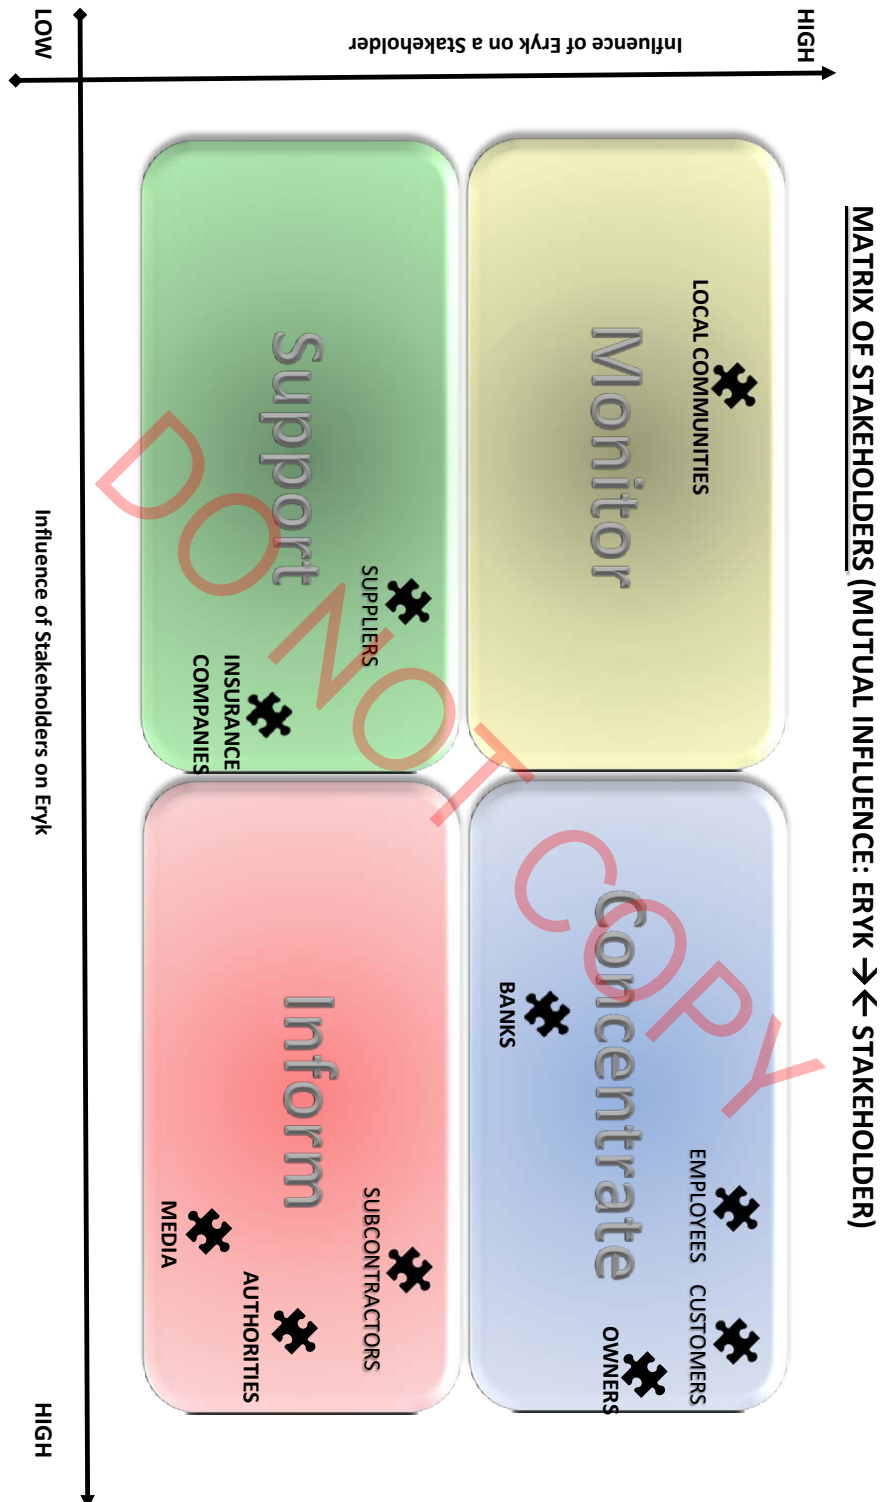 MATRIX OF STAKEHOLDERS (MUTUAL INFLUENCE: ERYK →← STAKEHOLDER)
HIGH
Influence of Eryk on a Stakeholder
LOW
Monitor
LOCAL COMMUNITIES
Concentrate
EMPLOYEES
CUSTOMERS
OWNERS
BANKS
Support
SUPPLIERS
INSURANCE
COMPANIES
Inform
SUBCONTRACTORS
AUTHORITIES
MEDIA
Influence of Stakeholders on Eryk
HIGH
DO NOT COPY